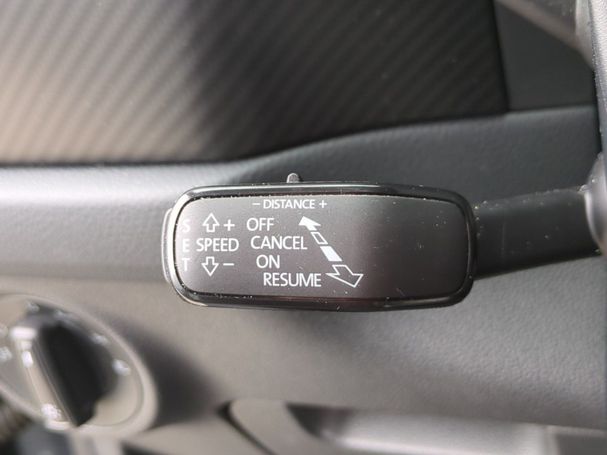 − DISTANCE +
S ⇧ + OFF
E SPEED CANCEL
T ⇩ − ON
RESUME